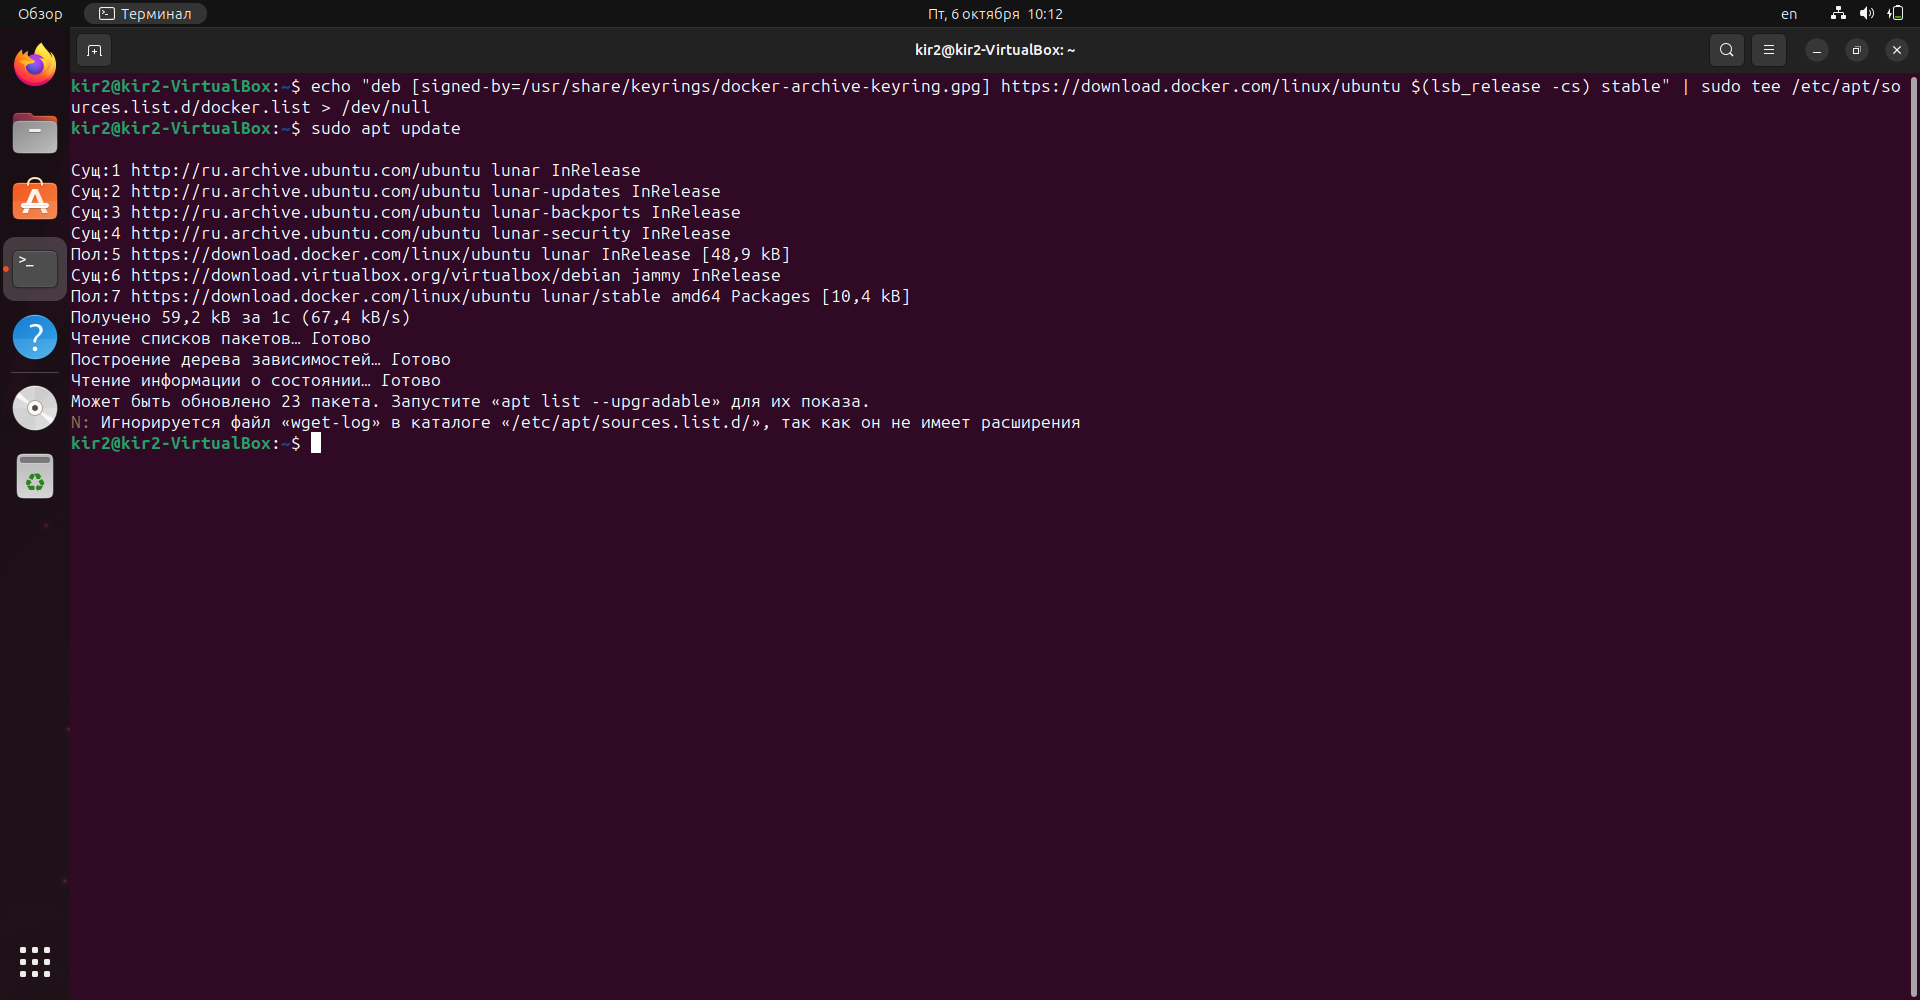 Обзор
Терминал
Пт, 6 октября 10:12
en
kir2@kir2-VirtualBox: ~
kir2@kir2-VirtualBox:~$ echo "deb [signed-by=/usr/share/keyrings/docker-archive-keyring.gpg] https://download.docker.com/linux/ubuntu $(lsb_release -cs) stable" | sudo tee /etc/apt/so
urces.list.d/docker.list > /dev/null
kir2@kir2-VirtualBox:~$ sudo apt update
Сущ:1 http://ru.archive.ubuntu.com/ubuntu lunar InRelease
Сущ:2 http://ru.archive.ubuntu.com/ubuntu lunar-updates InRelease
Сущ:3 http://ru.archive.ubuntu.com/ubuntu lunar-backports InRelease
Сущ:4 http://ru.archive.ubuntu.com/ubuntu lunar-security InRelease
Пол:5 https://download.docker.com/linux/ubuntu lunar InRelease [48,9 kB]
Сущ:6 https://download.virtualbox.org/virtualbox/debian jammy InRelease
Пол:7 https://download.docker.com/linux/ubuntu lunar/stable amd64 Packages [10,4 kB]
Получено 59,2 kB за 1с (67,4 kB/s)
Чтение списков пакетов… Готово
Построение дерева зависимостей… Готово
Чтение информации о состоянии… Готово
Может быть обновлено 23 пакета. Запустите «apt list --upgradable» для их показа.
N: Игнорируется файл «wget-log» в каталоге «/etc/apt/sources.list.d/», так как он не имеет расширения
kir2@kir2-VirtualBox:~$